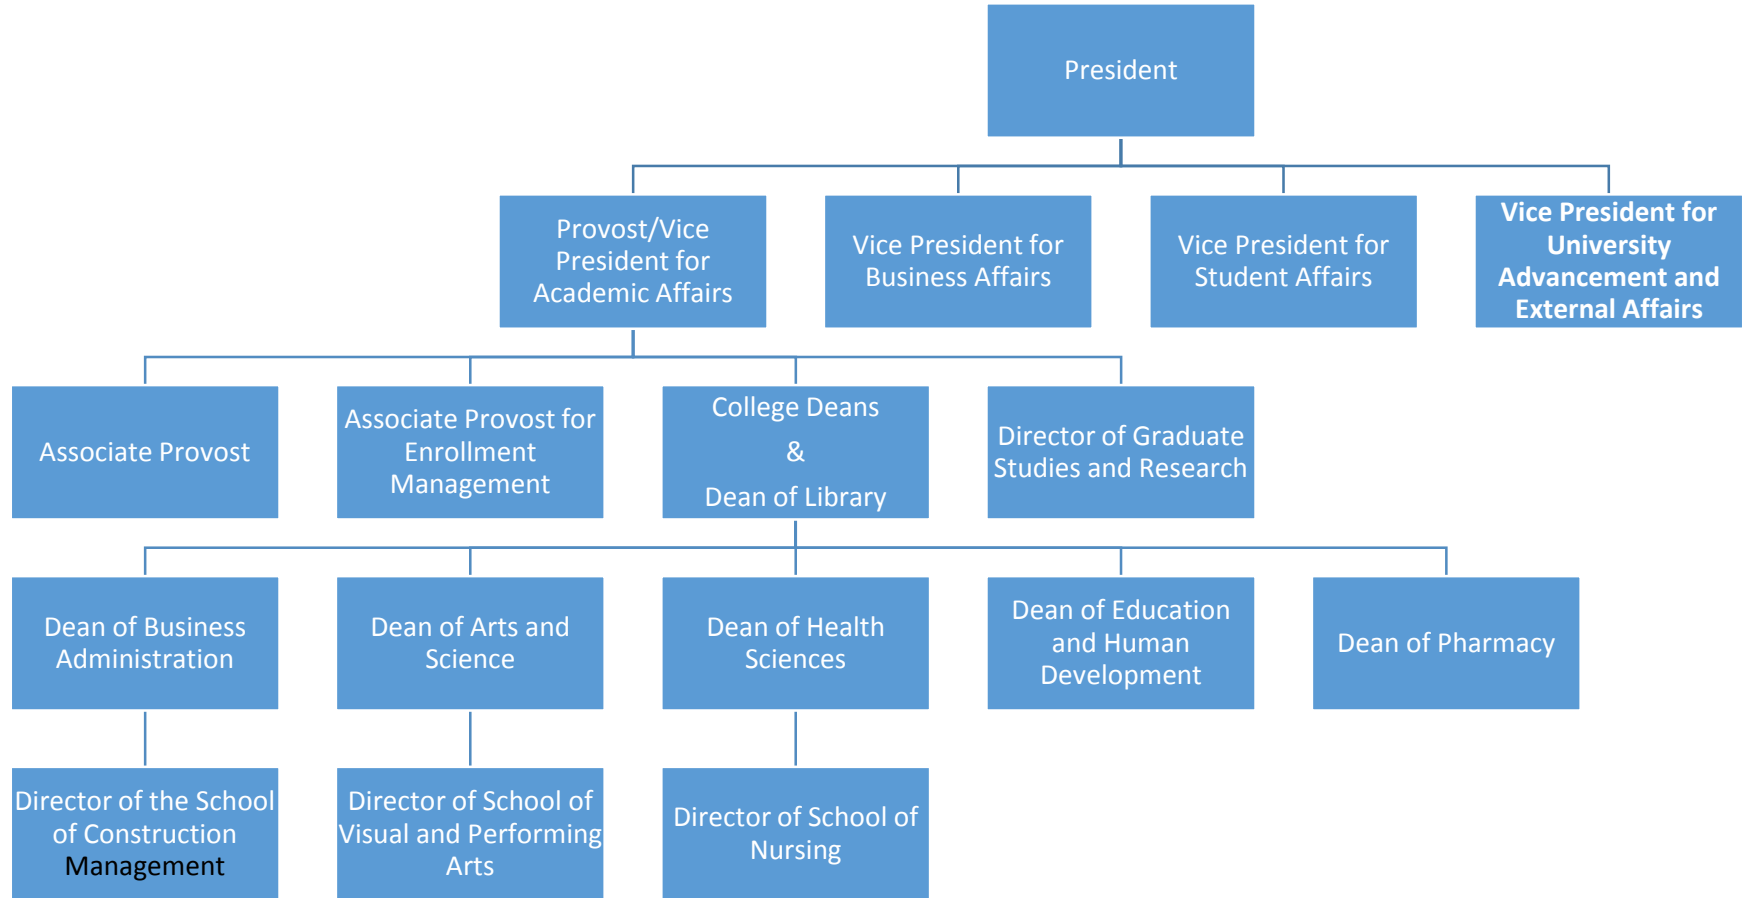 President
Provost/Vice
President for
Academic Affairs
Vice President for
Business Affairs
Vice President for
Student Affairs
Vice President for
University
Advancement and
External Affairs
Associate Provost
Associate Provost for
Enrollment
Management
College Deans
&
Dean of Library
Director of Graduate
Studies and Research
Dean of Business
Administration
Dean of Arts and
Science
Dean of Health
Sciences
Dean of Education
and Human
Development
Dean of Pharmacy
Director of the School
of Construction
Management
Director of School of
Visual and Performing
Arts
Director of School of
Nursing